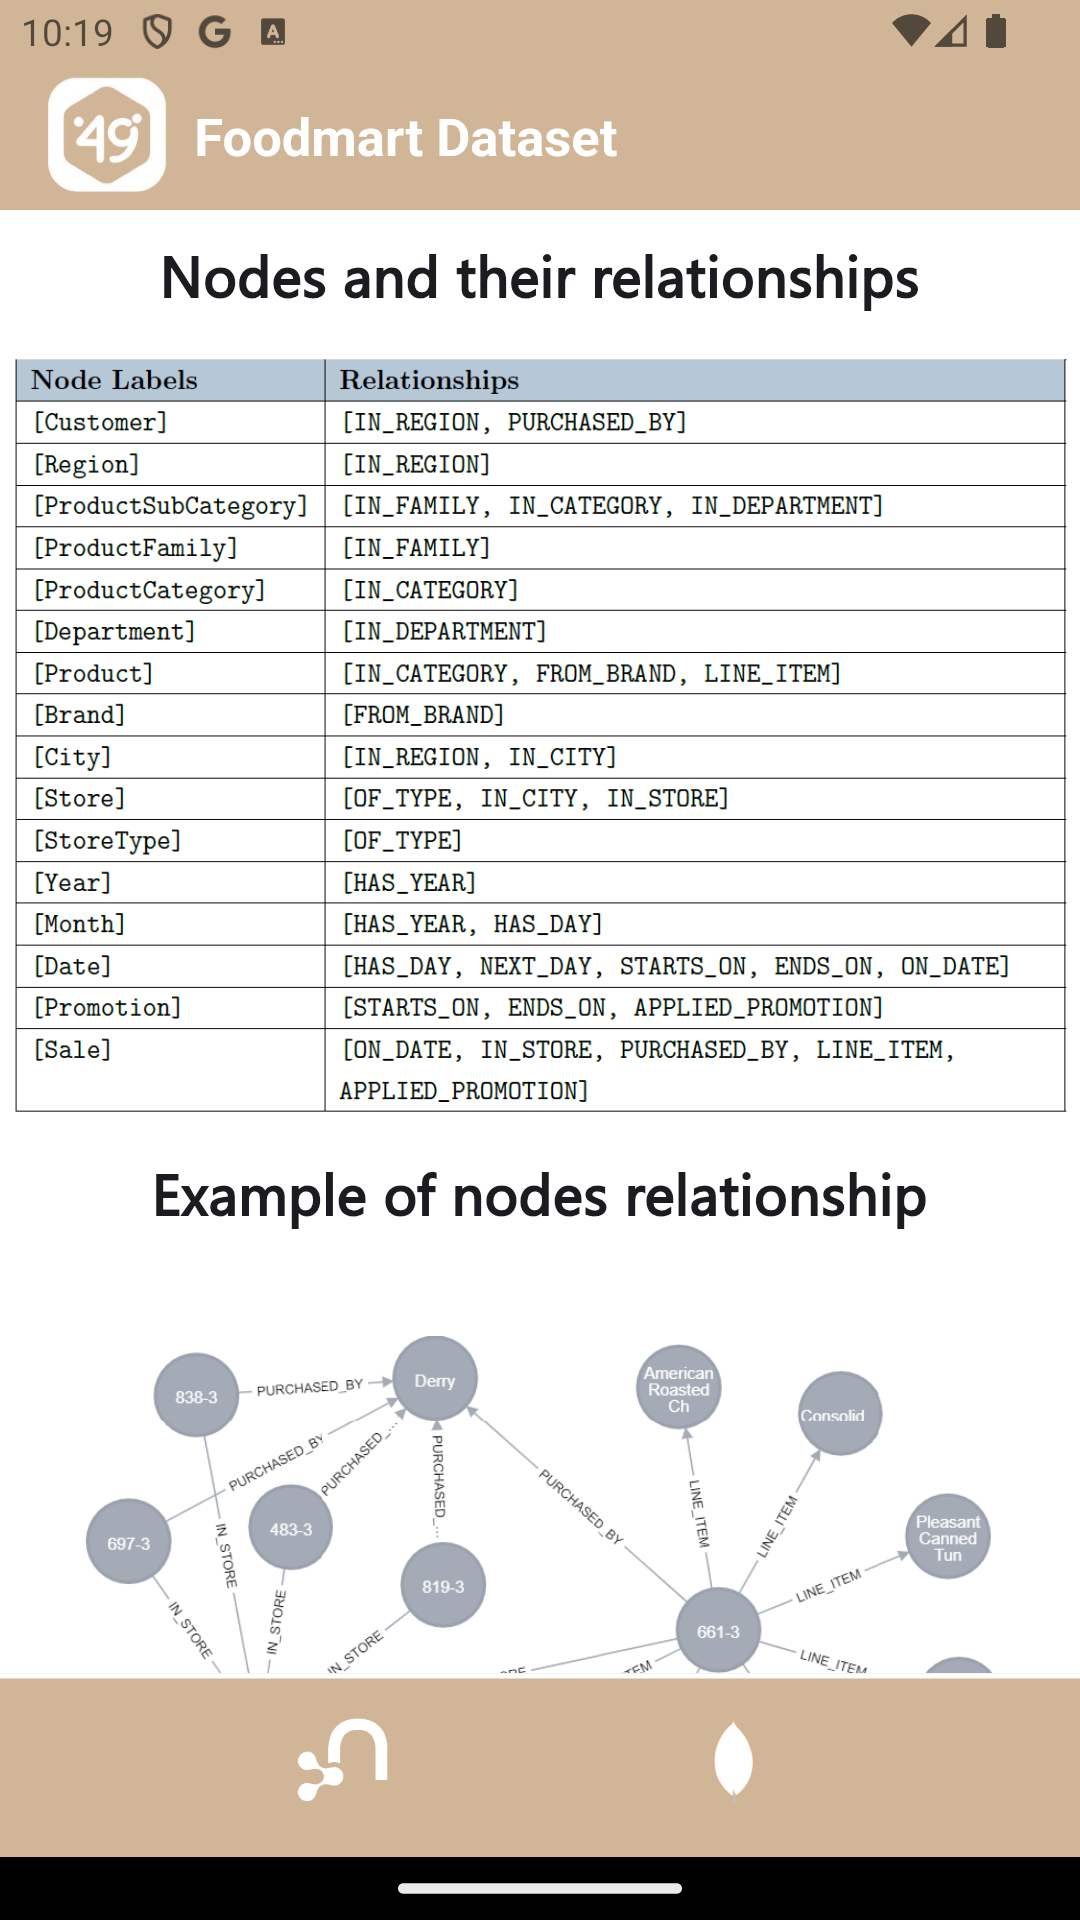 10:19
49
Foodmart Dataset
Nodes and their relationships
Node Labels Relationships
[Customer] [IN_REGION, PURCHASED_BY]
[Region] [IN_REGION]
[ProductSubCategory] [IN_FAMILY, IN_CATEGORY, IN_DEPARTMENT]
[ProductFamily] [IN_FAMILY]
[ProductCategory] [IN_CATEGORY]
[Department] [IN_DEPARTMENT]
[Product] [IN_CATEGORY, FROM_BRAND, LINE_ITEM]
[Brand] [FROM_BRAND]
[City] [IN_REGION, IN_CITY]
[Store] [OF_TYPE, IN_CITY, IN_STORE]
[StoreType] [OF_TYPE]
[Year] [HAS_YEAR]
[Month] [HAS_YEAR, HAS_DAY]
[Date] [HAS_DAY, NEXT_DAY, STARTS_ON, ENDS_ON, ON_DATE]
[Promotion] [STARTS_ON, ENDS_ON, APPLIED_PROMOTION]
[Sale] [ON_DATE, IN_STORE, PURCHASED_BY, LINE_ITEM,
APPLIED_PROMOTION]
Example of nodes relationship
838-3
PURCHASED_BY
Derry
American
Roasted
Ch
Consolid
PURCHASED_BY
PURCHASED_...
PURCHASED_...
PURCHASED_BY
LINE_ITEM
LINE_ITEM
697-3
483-3
Pleasant
Canned
Tun
IN_STORE
819-3
LINE_ITEM
IN_STORE
IN_STORE
IN_STORE
661-3
LINE_ITEM